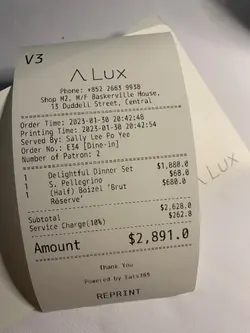 V3
Λ LUX
Phone: +852 2663 9938
Shop M2, M/F Baskerville House,
13 Duddell Street, Central
Order Time: 2023-01-30 20:42:48
Printing Time: 2023-01-30 20:42:54
Served By: Sally Lee Po Yee
Order No.: E34 [Dine-in]
Number of Patron: 2
1 Delightful Dinner Set $1,880.0
1 S. Pellegrino $68.0
1 (Half) Boizel 'Brut $680.0
Réserve'
Subtotal $2,628.0
Service Charge(10%) $262.8
Amount $2,891.0
Thank You
Powered by Eats365
REPRINT
Λ LUX